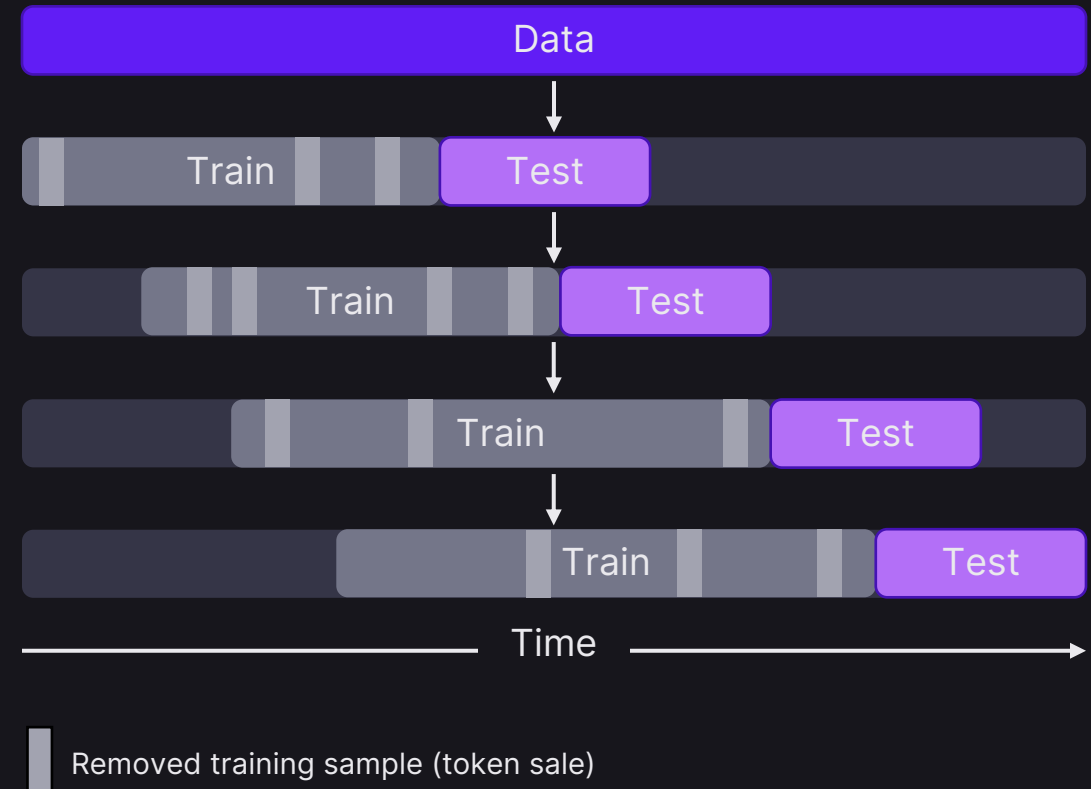 Data
Train
Test
Train
Test
Train
Test
Train
Test
Time
Removed training sample (token sale)